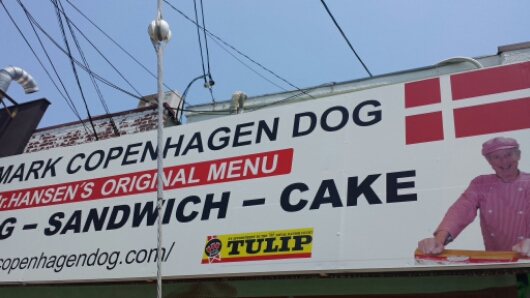 MARK COPENHAGEN DOG
r.HANSEN'S ORIGINAL MENU
G – SANDWICH – CAKE
copenhagendog.com/
TULIP